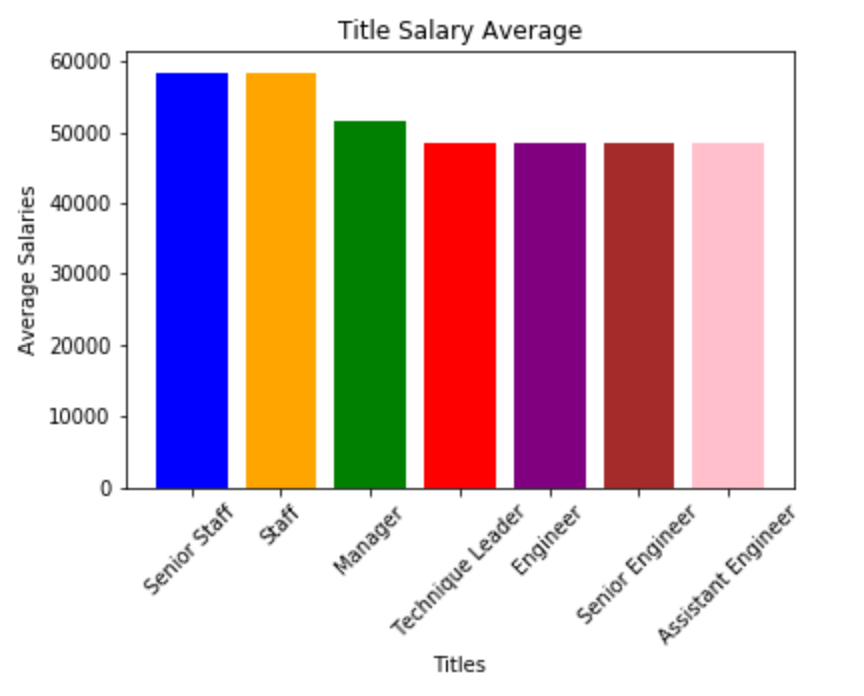 Title Salary Average
60000
50000
40000
30000
20000
10000
0
Average Salaries
Senior Staff
Staff
Manager
Technique Leader
Engineer
Senior Engineer
Assistant Engineer
Titles